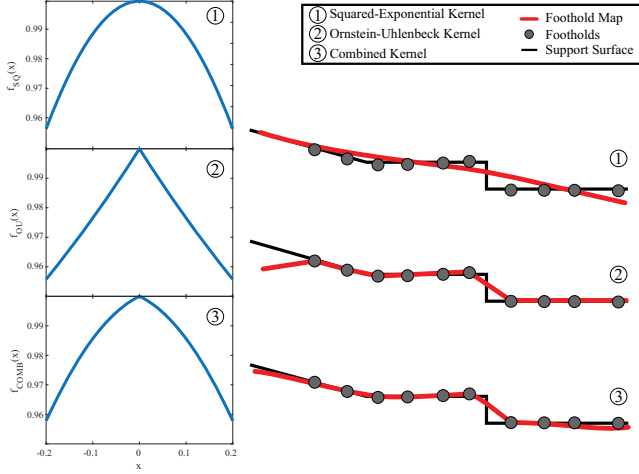 ① Squared-Exponential Kernel
② Ornstein-Uhlenbeck Kernel
③ Combined Kernel
Foothold Map
Footholds
Support Surface
①
0.99
0.98
0.97
0.96
f_SQ(x)
②
0.99
0.98
0.97
0.96
f_OU(x)
③
0.99
0.98
0.97
0.96
f_COMB(x)
-0.2 -0.1 0 0.1 0.2
x
①
②
③